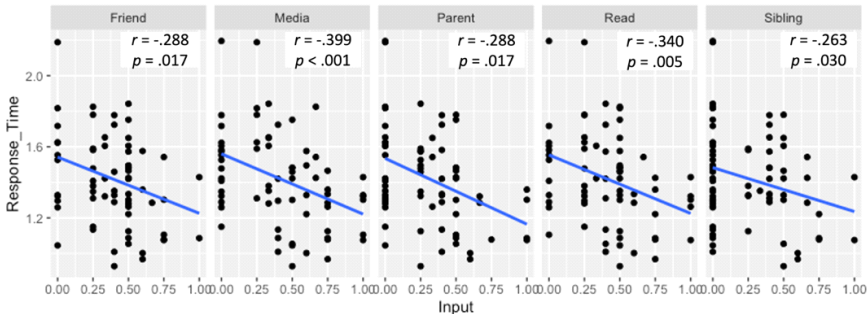 Friend Media Parent Read Sibling
r = -.288 r = -.399 r = -.288 r = -.340 r = -.263
p = .017 p < .001 p = .017 p = .005 p = .030
2.0
1.6
1.2
Response_Time
0.00 0.25 0.50 0.75 1.00 0.00 0.25 0.50 0.75 1.00 0.00 0.25 0.50 0.75 1.00 0.00 0.25 0.50 0.75 1.00 0.00 0.25 0.50 0.75 1.00
Input